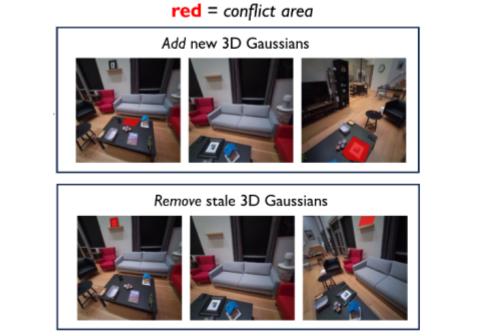 red = conflict area
Add new 3D Gaussians
Remove stale 3D Gaussians